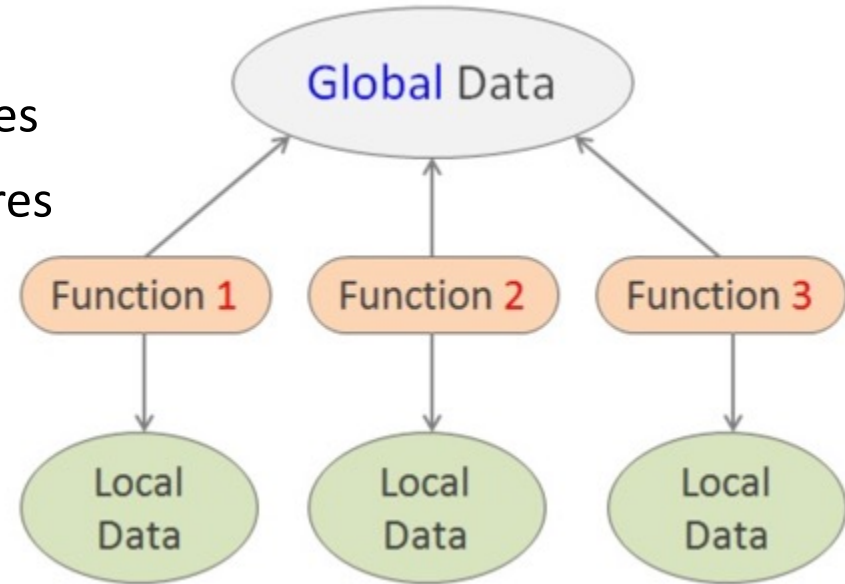 Global Data
es
res
Function 1
Function 2
Function 3
Local
Data
Local
Data
Local
Data